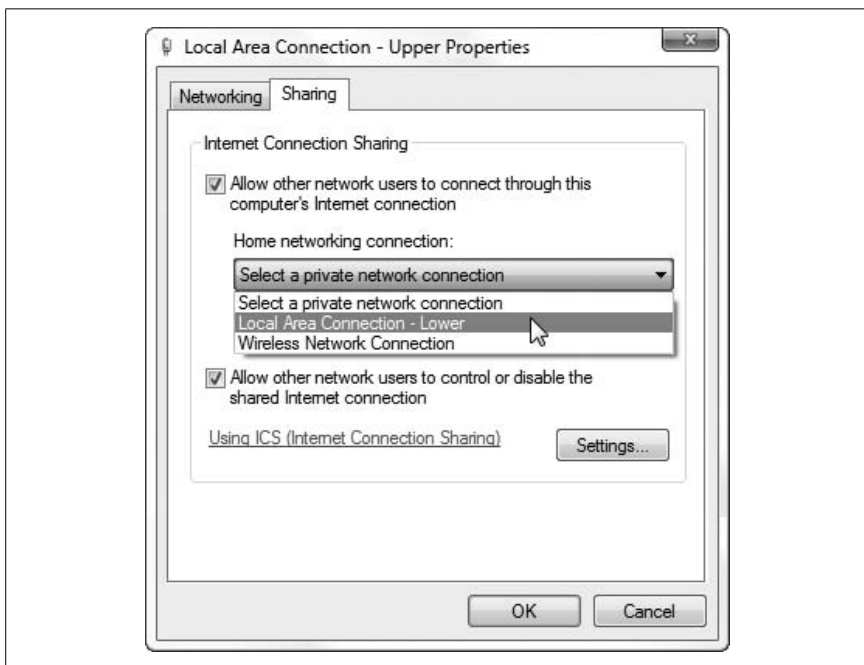 Local Area Connection - Upper Properties
Networking
Sharing
Internet Connection Sharing
Allow other network users to connect through this
computer's Internet connection
Home networking connection:
Select a private network connection
Select a private network connection
Local Area Connection - Lower
Wireless Network Connection
Allow other network users to control or disable the
shared Internet connection
Using ICS (Internet Connection Sharing)
Settings...
OK
Cancel